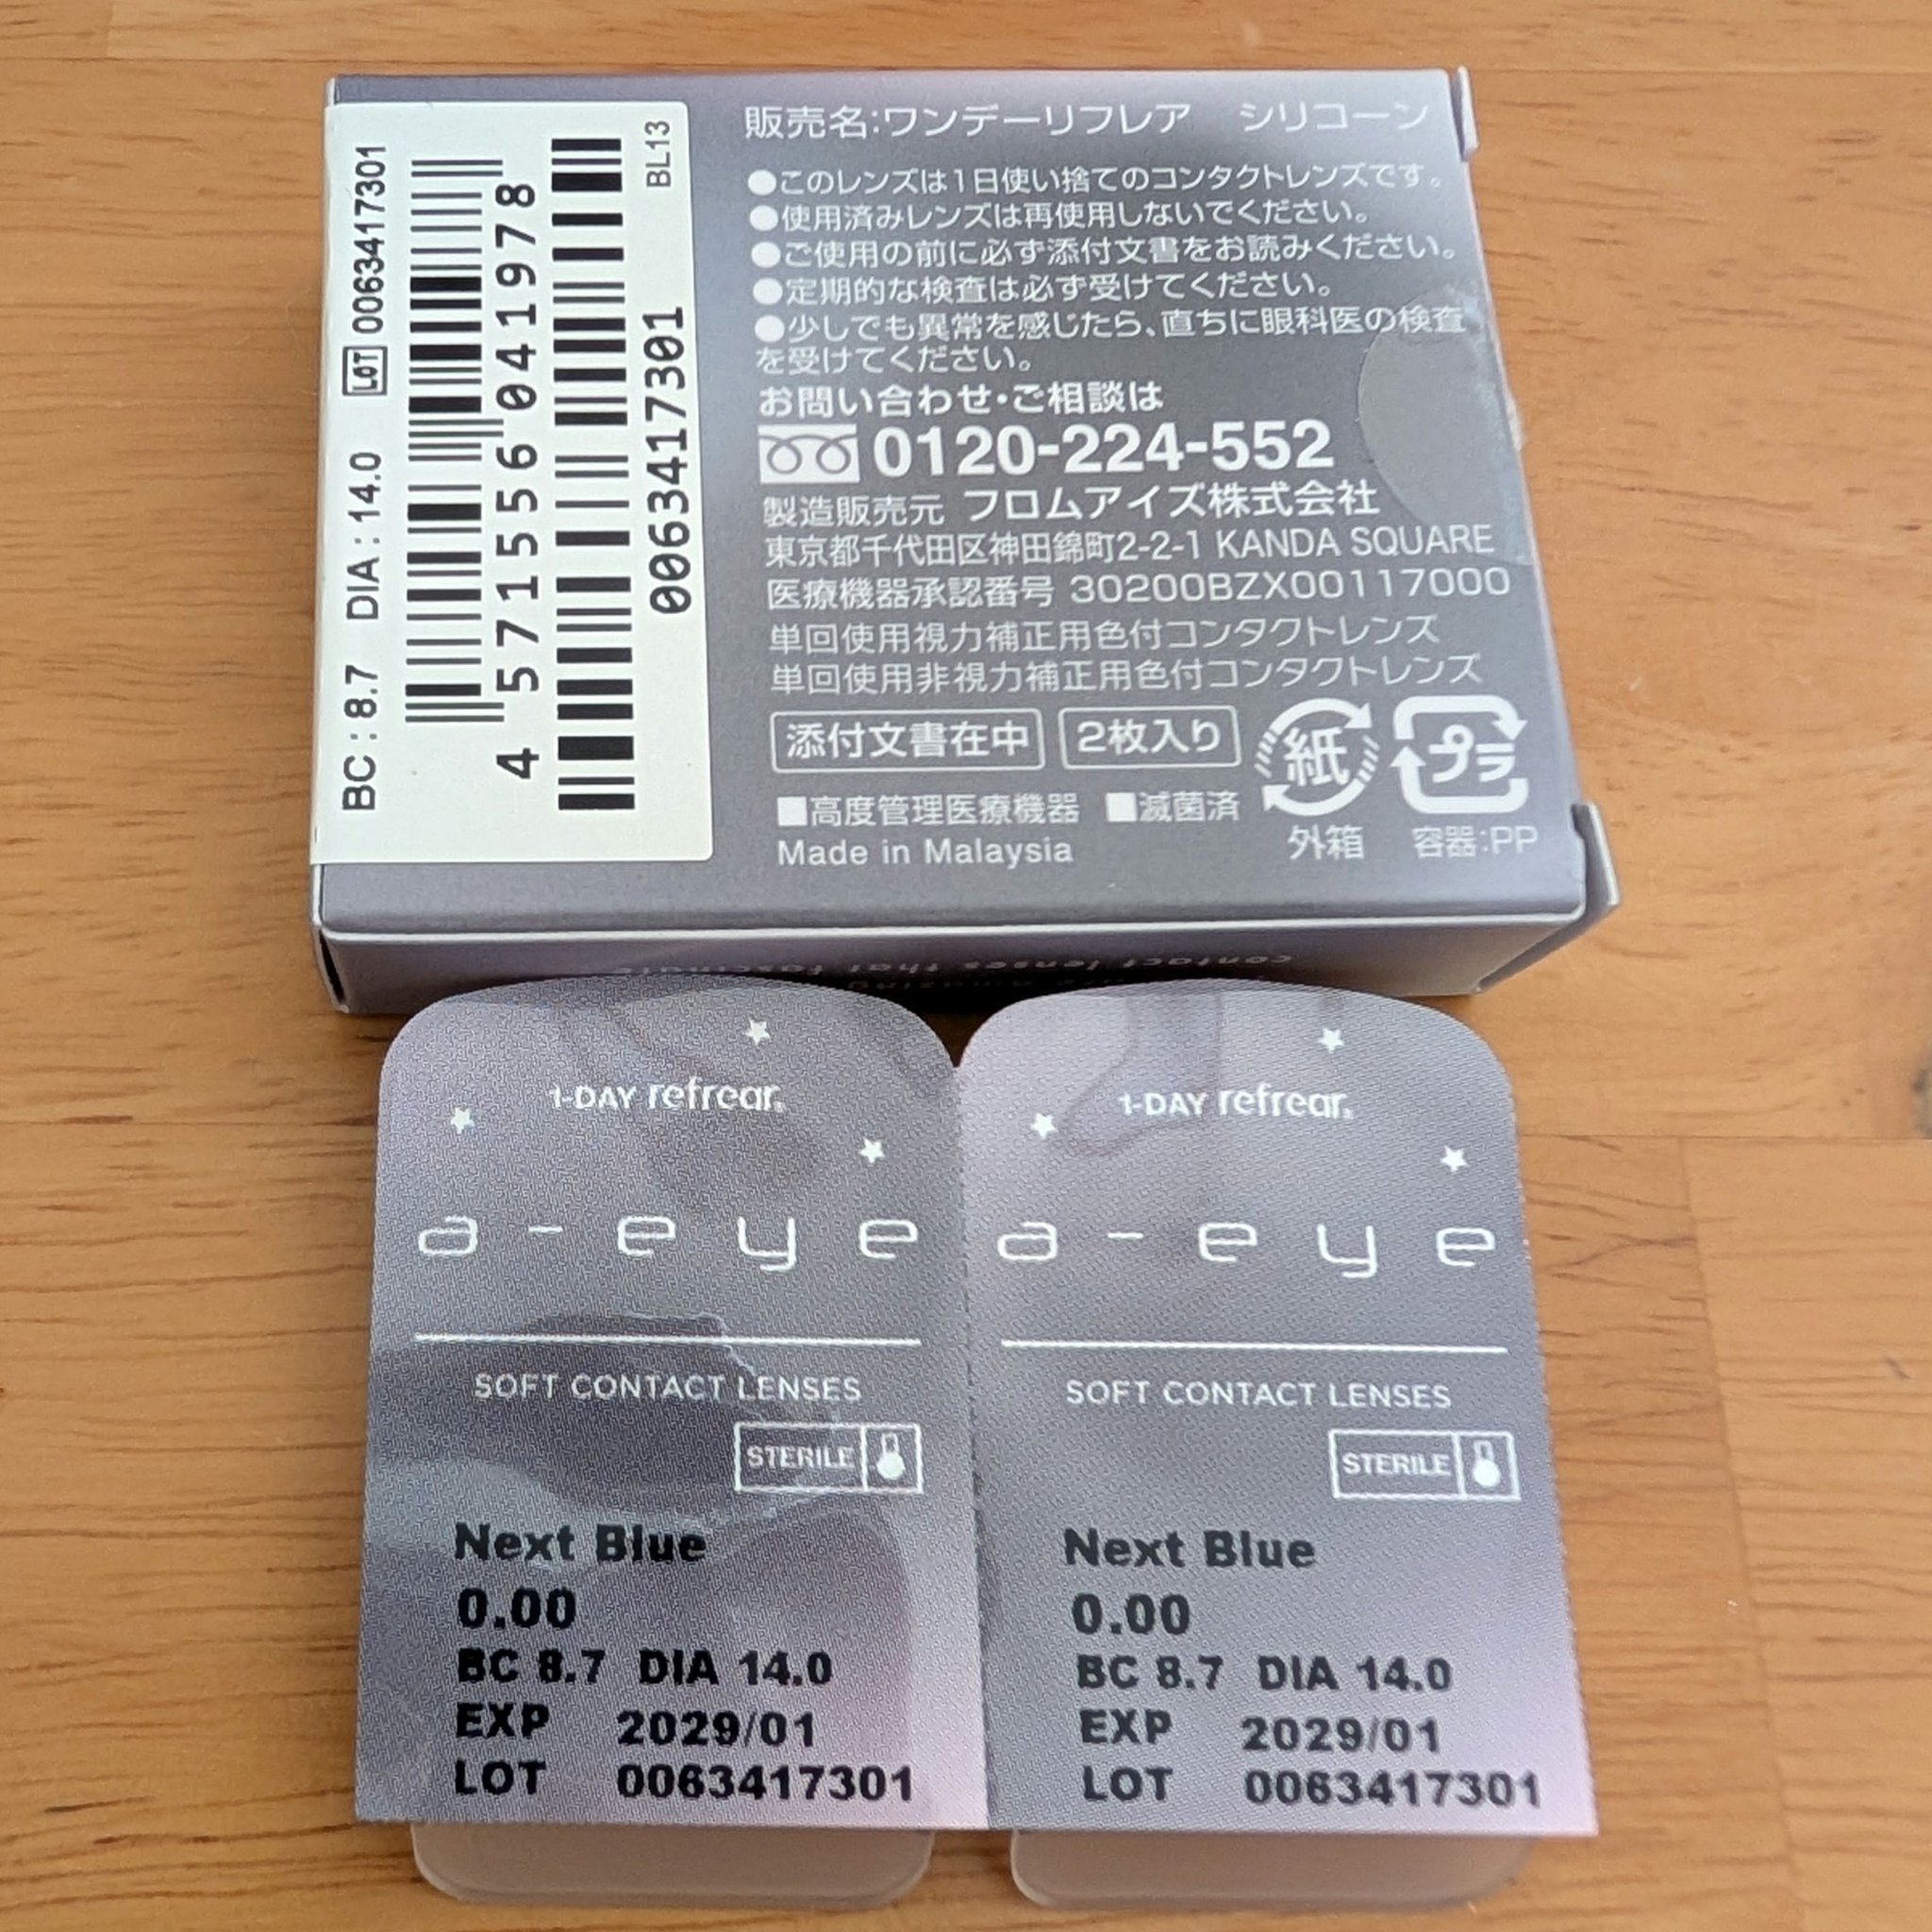 BC : 8.7 DIA : 14.0 LOT 0063417301
4 571556 041978
0063417301 BL13
販売名:ワンデーリフレア シリコーン
●このレンズは1日使い捨てのコンタクトレンズです。
●使用済みレンズは再使用しないでください。
●ご使用の前に必ず添付文書をお読みください。
●定期的な検査は必ず受けてください。
●少しでも異常を感じたら、直ちに眼科医の検査
を受けてください。
お問い合わせ・ご相談は
0120-224-552
製造販売元 フロムアイズ株式会社
東京都千代田区神田錦町2-2-1 KANDA SQUARE
医療機器承認番号 30200BZX00117000
単回使用視力補正用色付コンタクトレンズ
単回使用非視力補正用色付コンタクトレンズ
添付文書在中 2枚入り 紙 プラ
■高度管理医療機器 ■滅菌済 外箱 容器:PP
Made in Malaysia
contact lenses that fascinate
1-DAY refrear®
a-eye
SOFT CONTACT LENSES
STERILE
Next Blue
0.00
BC 8.7 DIA 14.0
EXP 2029/01
LOT 0063417301
1-DAY refrear®
a-eye
SOFT CONTACT LENSES
STERILE
Next Blue
0.00
BC 8.7 DIA 14.0
EXP 2029/01
LOT 0063417301